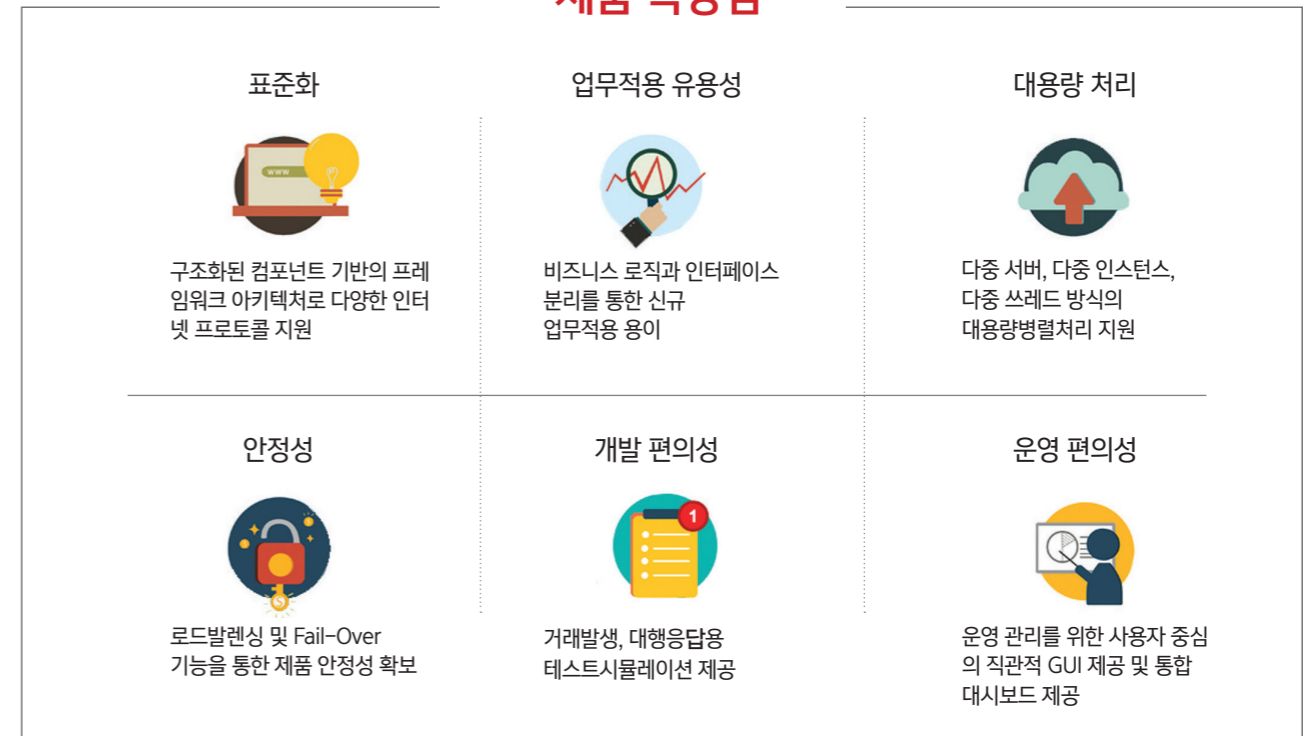 표준화
업무적용 유용성
대용량 처리
www
구조화된 컴포넌트 기반의 프레
임워크 아키텍처로 다양한 인터
넷 프로토콜 지원
비즈니스 로직과 인터페이스
분리를 통한 신규
업무적용 용이
다중 서버, 다중 인스턴스,
다중 쓰레드 방식의
대용량병렬처리 지원
안정성
개발 편의성
운영 편의성
1
$
로드발렌싱 및 Fail-Over
기능을 통한 제품 안정성 확보
거래발생, 대행응답용
테스트시뮬레이션 제공
운영 관리를 위한 사용자 중심
의 직관적 GUI 제공 및 통합
대시보드 제공